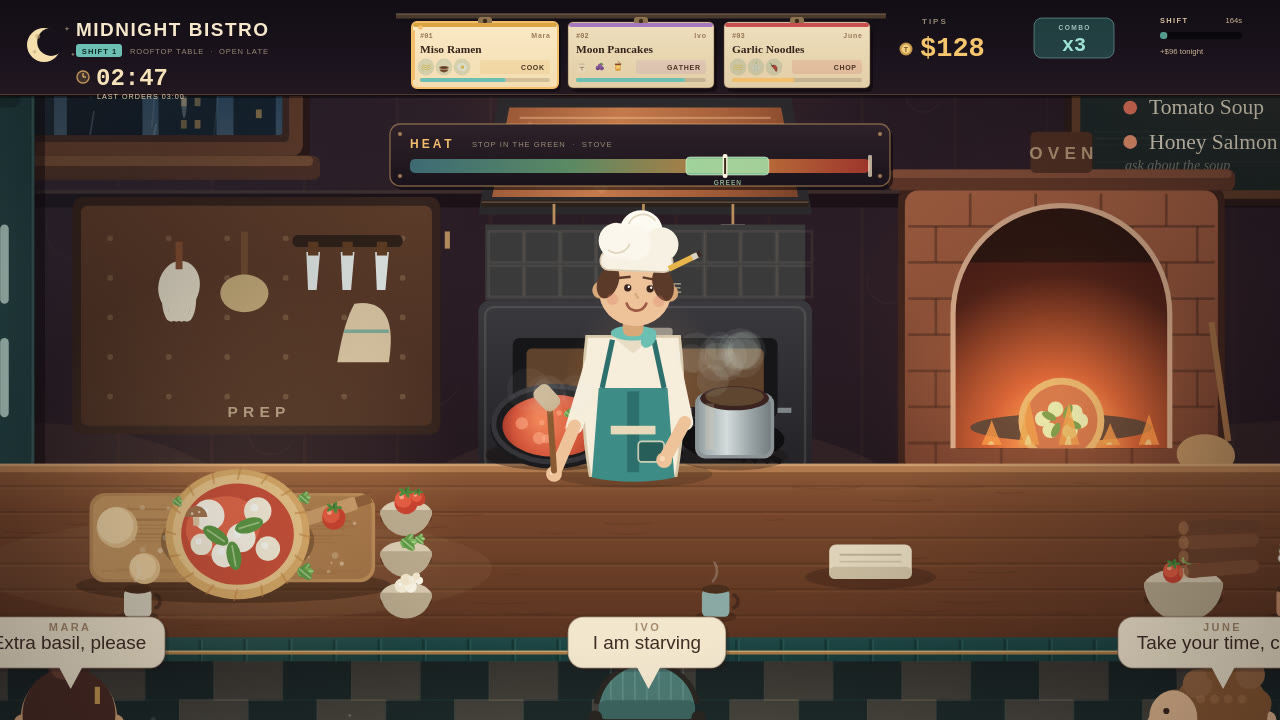 MIDNIGHT BISTRO
SHIFT 1 ROOFTOP TABLE · OPEN LATE
02:47
LAST ORDERS 03:00
#01 Mara
Miso Ramen
COOK
#02 Ivo
Moon Pancakes
GATHER
#03 June
Garlic Noodles
CHOP
TIPS
$128
COMBO
x3
SHIFT 164s
+$96 tonight
HEAT STOP IN THE GREEN · STOVE
GREEN
Tomato Soup
Honey Salmon
ask about the soup
OVEN
PREP
MARA
Extra basil, please
IVO
I am starving
JUNE
Take your time, c